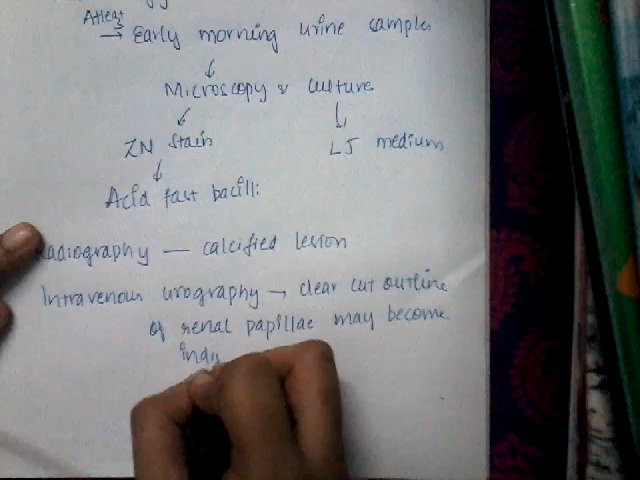 Atleast
→ Early morning urine samples
Microscopy & culture
ZN stain LJ medium
Acid fast bacilli
Radiography — calcified lesion
Intravenous urography → clear cut outline
of renal papillae may become